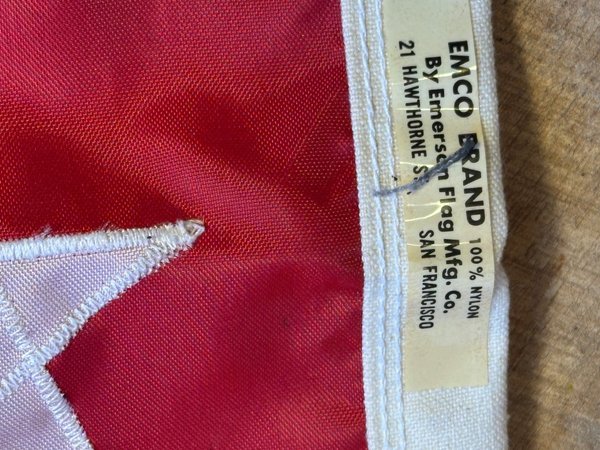 EMCO BRAND 100% NYLON
By Emerson Flag Mfg. Co.
21 HAWTHORNE SAN FRANCISCO